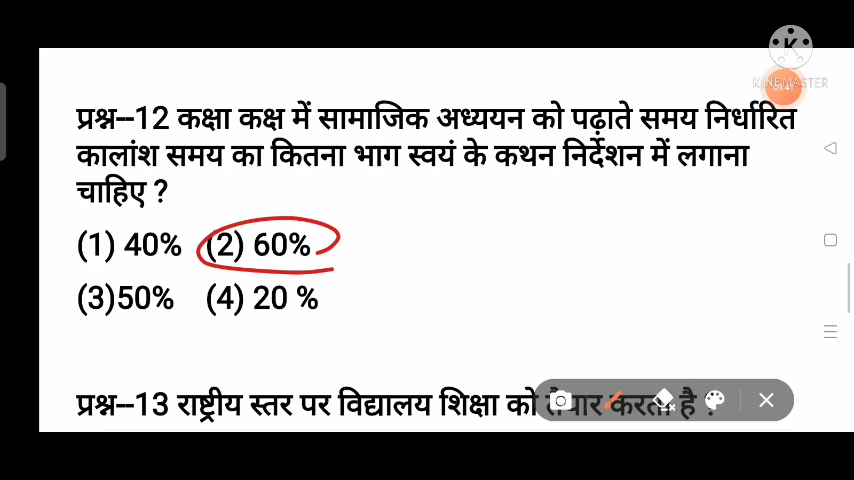 KINEMASTER
प्रश्न--12 कक्षा कक्ष में सामाजिक अध्ययन को पढ़ाते समय निर्धारित
कालांश समय का कितना भाग स्वयं के कथन निर्देशन में लगाना
चाहिए ?
(1) 40% (2) 60%
(3)50% (4) 20 %
प्रश्न--13 राष्ट्रीय स्तर पर विद्यालय शिक्षा को तैयार करता है ?